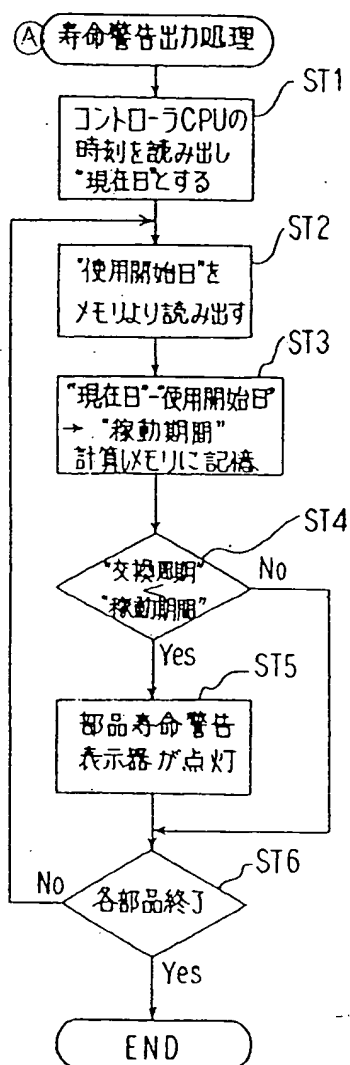 Ⓐ 寿命警告出力処理
ST1
コントローラCPUの
時刻を読み出し
"現在日"とする
ST2
"使用開始日"を
メモリより読み出す
ST3
"現在日"-"使用開始日"
→ "稼動期間"
計算しメモリに記憶
ST4
"交換周期"
<
"稼動期間"
No
Yes
ST5
部品寿命警告
表示器が点灯
ST6
No
各部品終了
Yes
END